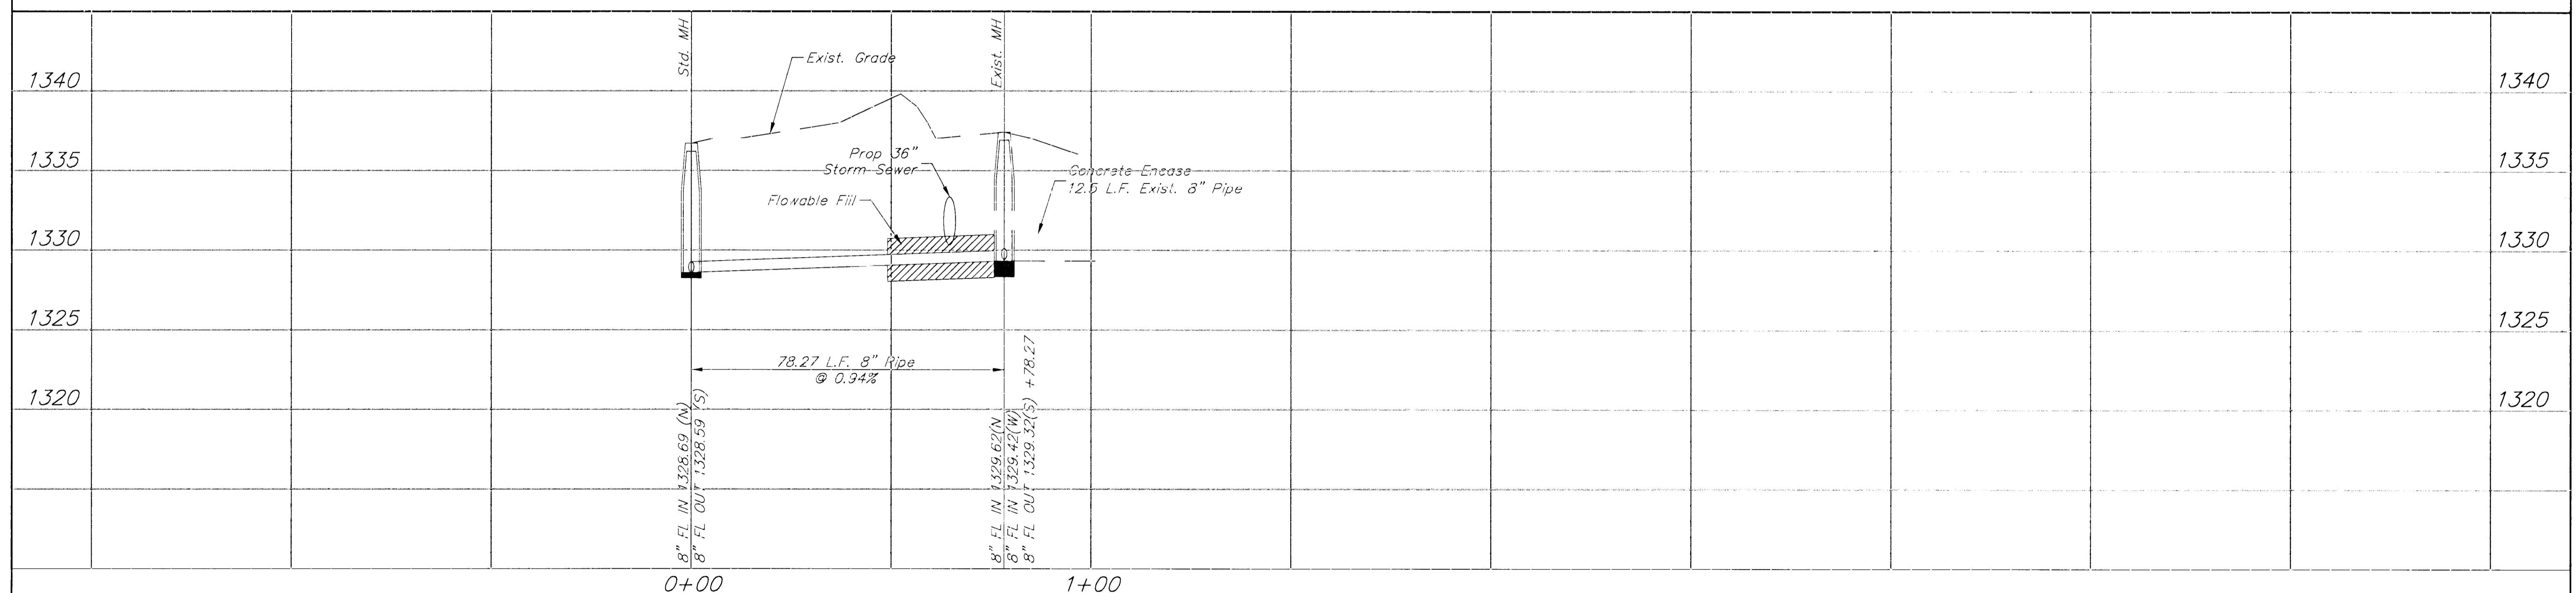 Std. MH
Exist. MH
Exist. Grade
1340
1340
Prop 36"
Storm Sewer
1335
1335
Concrete Encase
12.5 L.F. Exist. 8" Pipe
Flowable Fiil
1330
1330
1325
1325
78.27 L.F. 8" Pipe
@ 0.94%
1320
1320
8" FL IN 1328.69 (N)
8" FL OUT 1328.59 (S)
8" FL IN 1329.62(N
8" FL IN 1329.42(W)
8" FL OUT 1329.32(S) +78.27
0+00
1+00